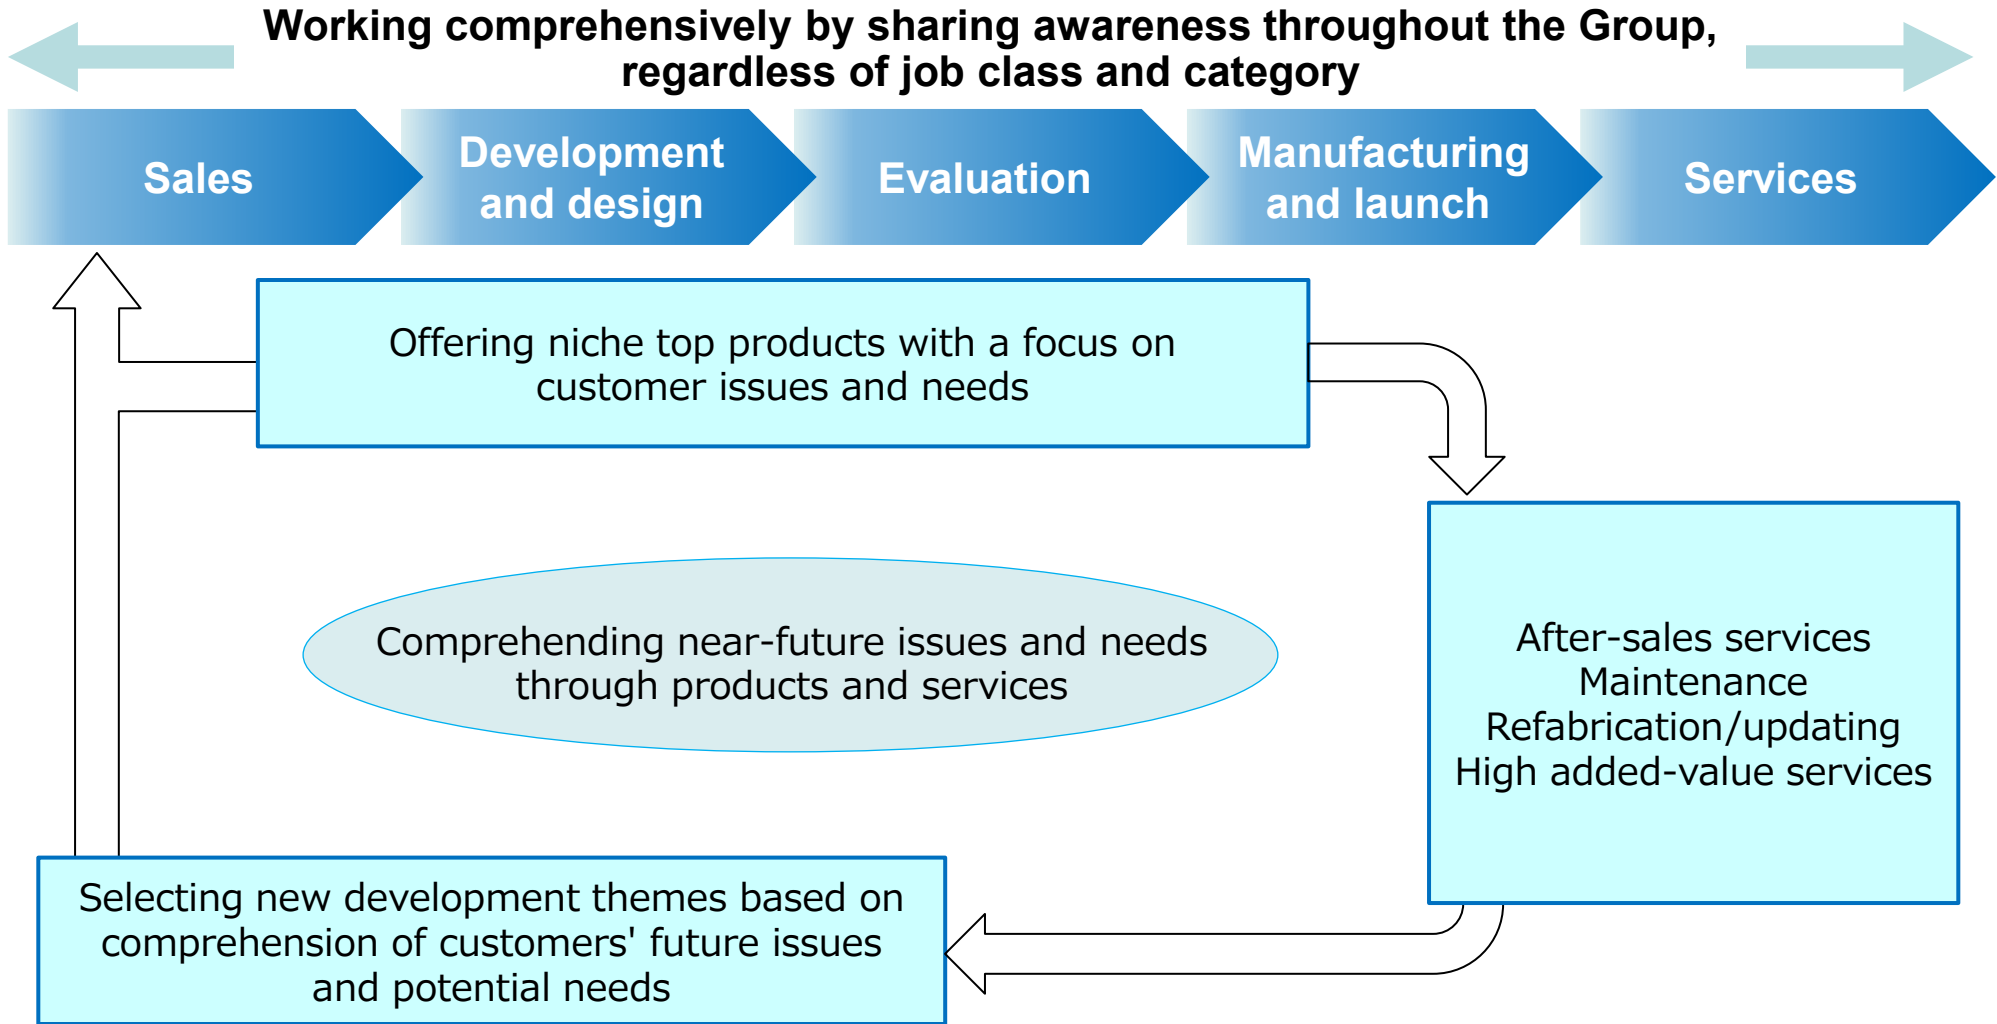 Working comprehensively by sharing awareness throughout the Group,
regardless of job class and category
Sales
Development
and design
Evaluation
Manufacturing
and launch
Services
Offering niche top products with a focus on
customer issues and needs
Comprehending near-future issues and needs
through products and services
After-sales services
Maintenance
Refabrication/updating
High added-value services
Selecting new development themes based on
comprehension of customers' future issues
and potential needs